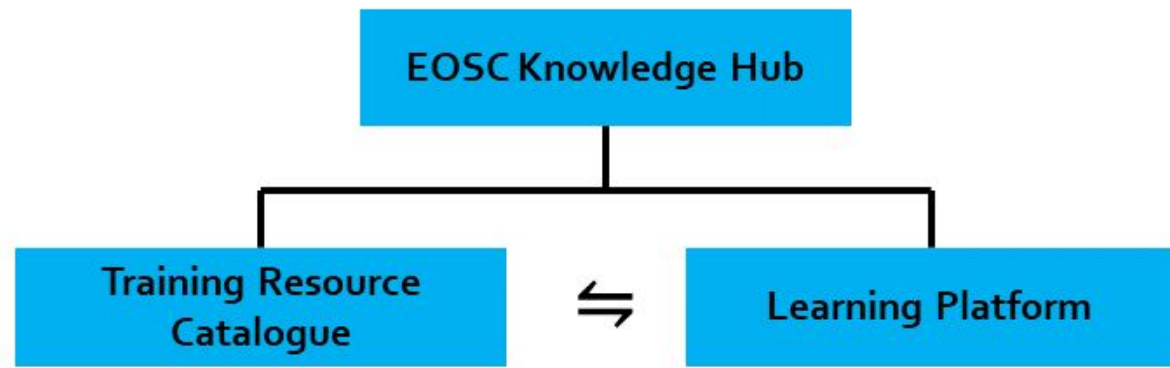 EOSC Knowledge Hub
Training Resource
Catalogue
⇋
Learning Platform